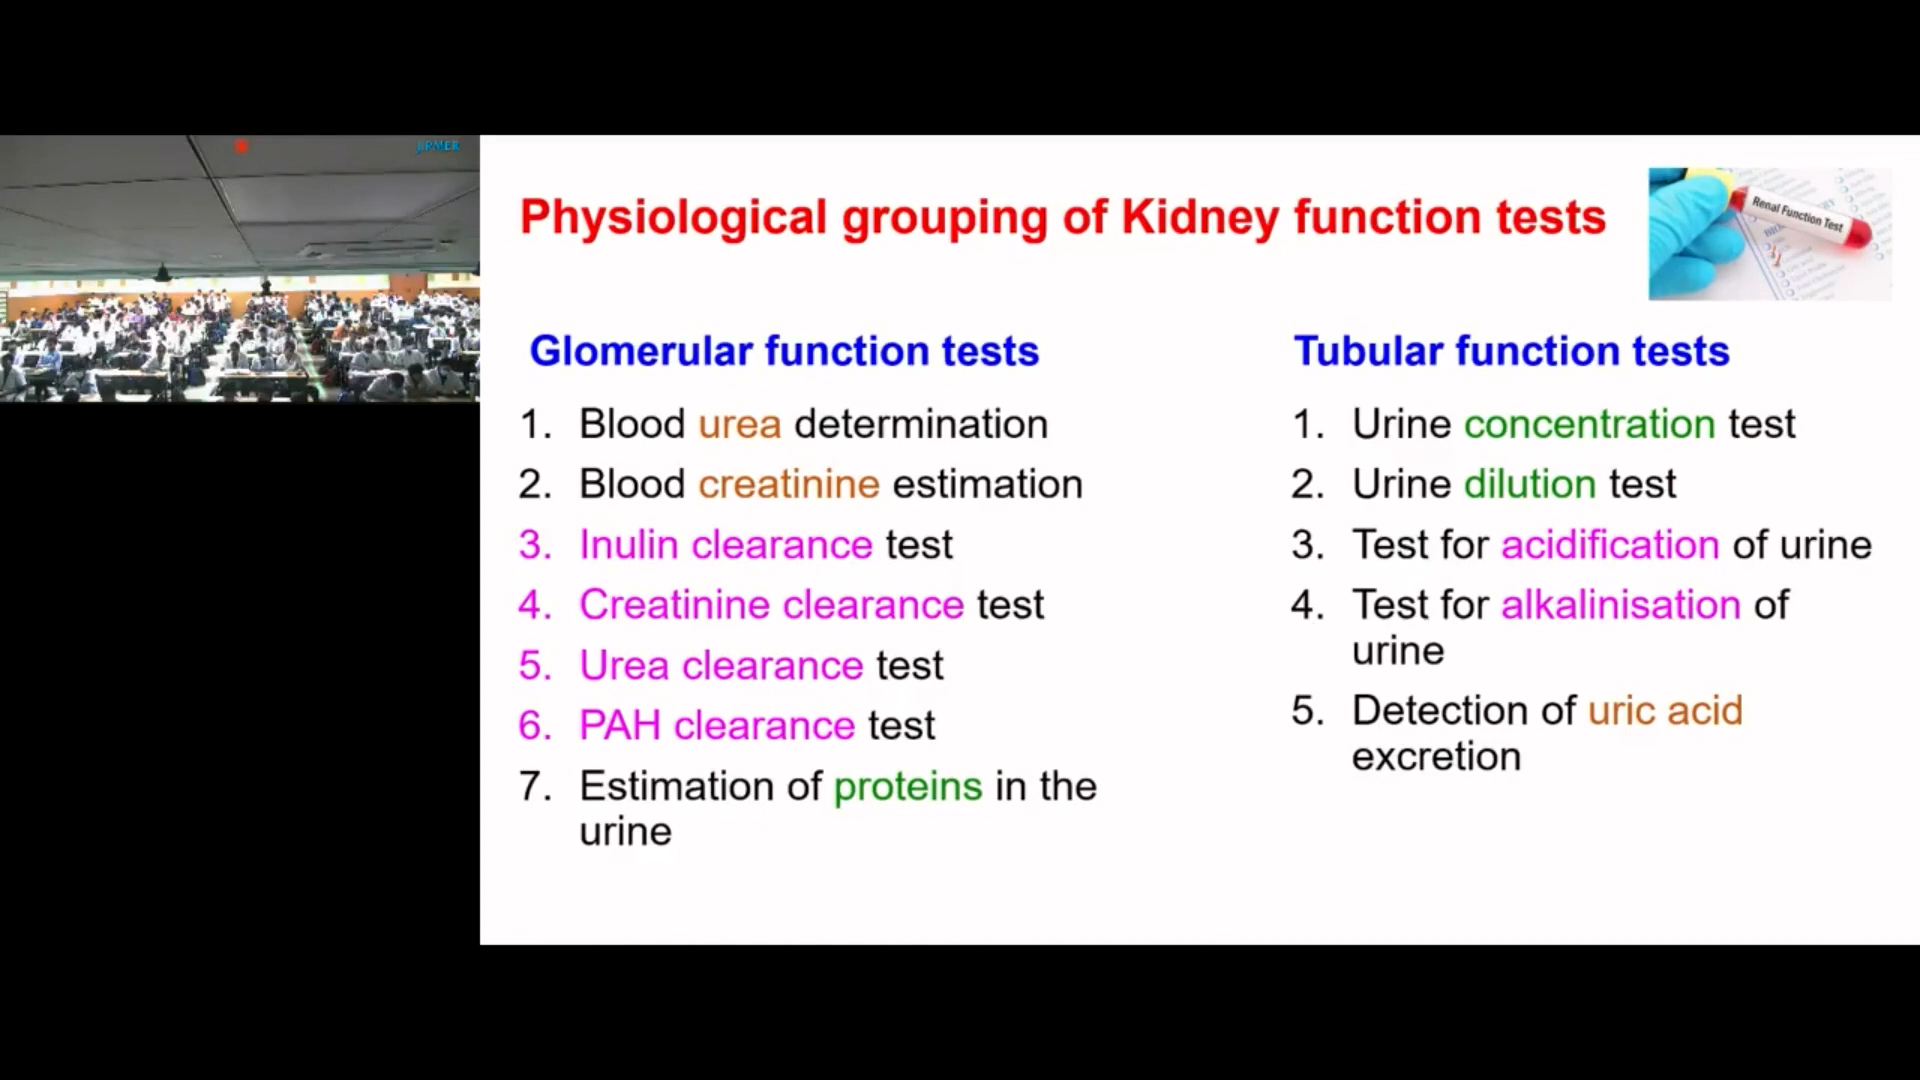 JIPMER
Physiological grouping of Kidney function tests
Renal Function Test
Glomerular function tests
1. Blood urea determination
2. Blood creatinine estimation
3. Inulin clearance test
4. Creatinine clearance test
5. Urea clearance test
6. PAH clearance test
7. Estimation of proteins in the
urine
Tubular function tests
1. Urine concentration test
2. Urine dilution test
3. Test for acidification of urine
4. Test for alkalinisation of
urine
5. Detection of uric acid
excretion